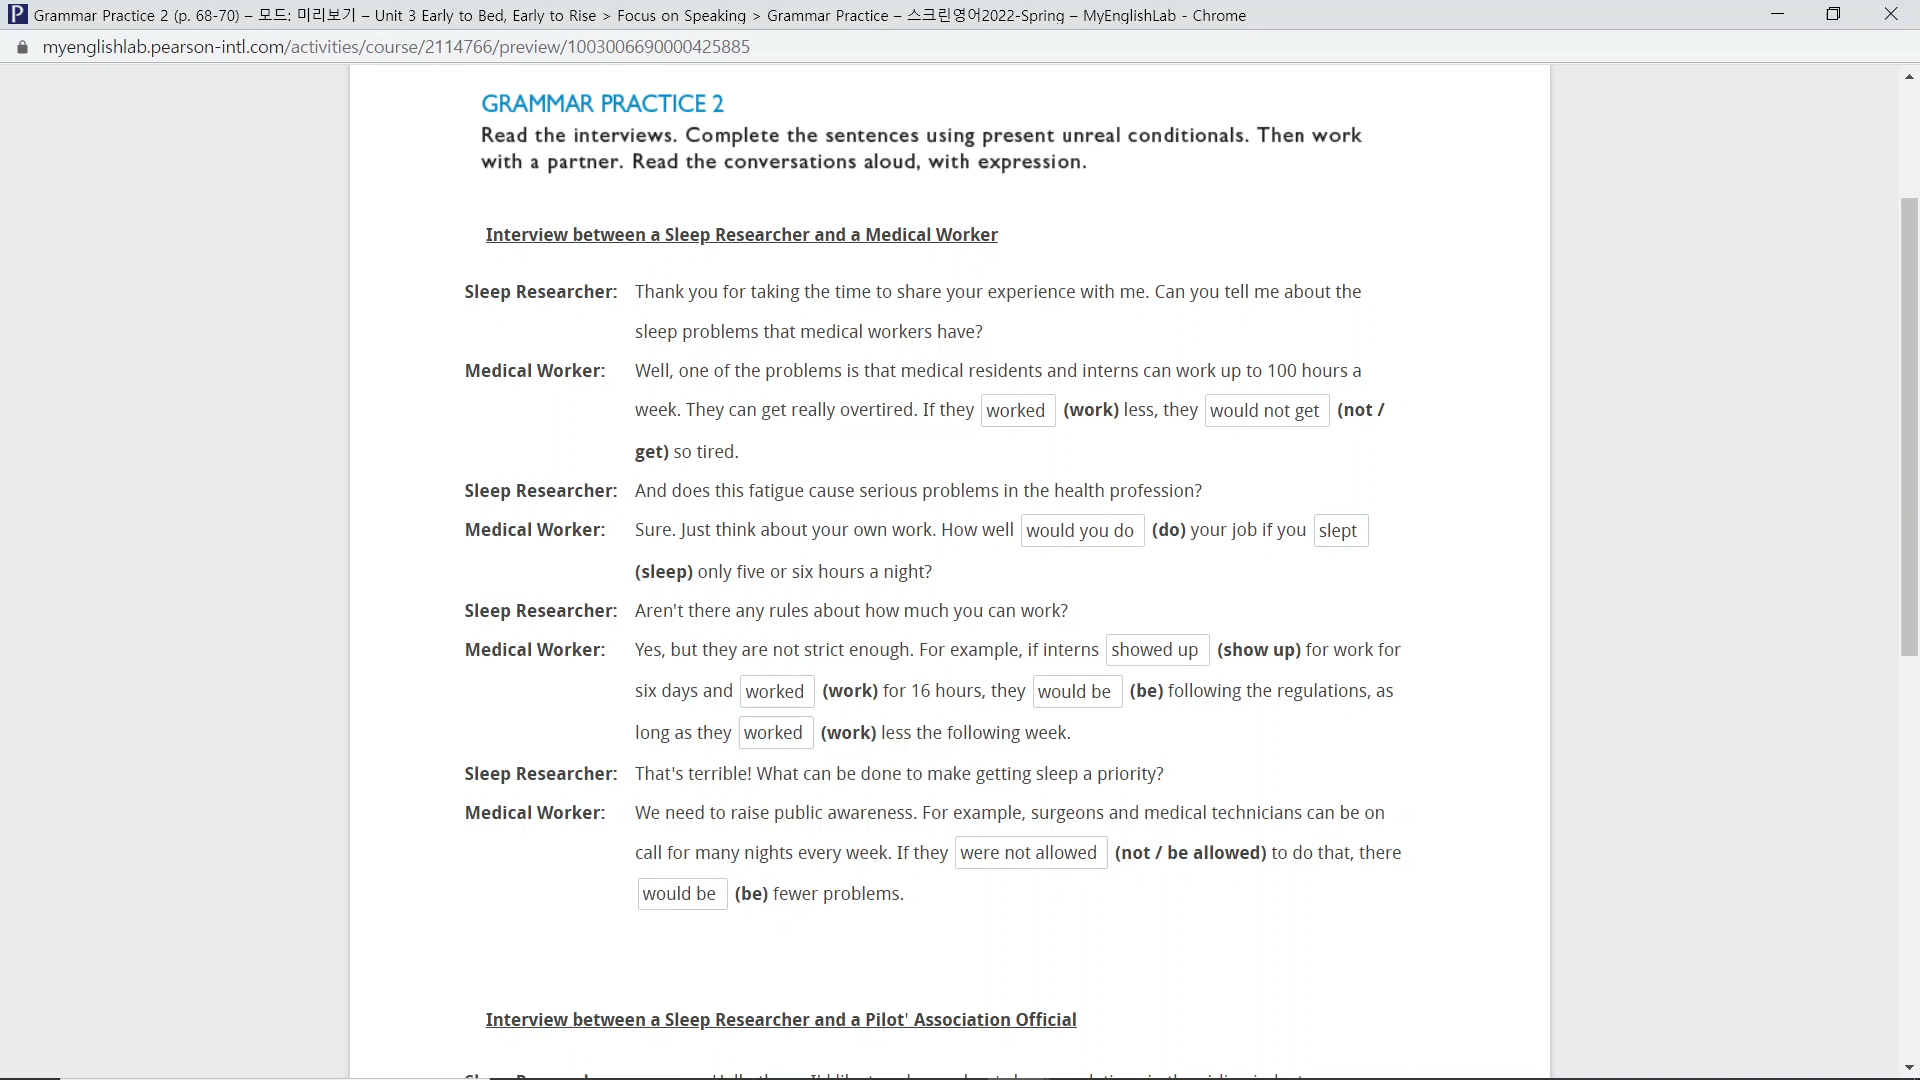 Grammar Practice 2 (p. 68-70) – 모드: 미리보기 – Unit 3 Early to Bed, Early to Rise > Focus on Speaking > Grammar Practice – 스크린영어2022-Spring – MyEnglishLab - Chrome
myenglishlab.pearson-intl.com/activities/course/2114766/preview/1003006690000425885
GRAMMAR PRACTICE 2
Read the interviews. Complete the sentences using present unreal conditionals. Then work
with a partner. Read the conversations aloud, with expression.
Interview between a Sleep Researcher and a Medical Worker
Sleep Researcher: Thank you for taking the time to share your experience with me. Can you tell me about the
sleep problems that medical workers have?
Medical Worker: Well, one of the problems is that medical residents and interns can work up to 100 hours a
week. They can get really overtired. If they worked (work) less, they would not get (not /
get) so tired.
Sleep Researcher: And does this fatigue cause serious problems in the health profession?
Medical Worker: Sure. Just think about your own work. How well would you do (do) your job if you slept
(sleep) only five or six hours a night?
Sleep Researcher: Aren't there any rules about how much you can work?
Medical Worker: Yes, but they are not strict enough. For example, if interns showed up (show up) for work for
six days and worked (work) for 16 hours, they would be (be) following the regulations, as
long as they worked (work) less the following week.
Sleep Researcher: That's terrible! What can be done to make getting sleep a priority?
Medical Worker: We need to raise public awareness. For example, surgeons and medical technicians can be on
call for many nights every week. If they were not allowed (not / be allowed) to do that, there
would be (be) fewer problems.
Interview between a Sleep Researcher and a Pilot' Association Official